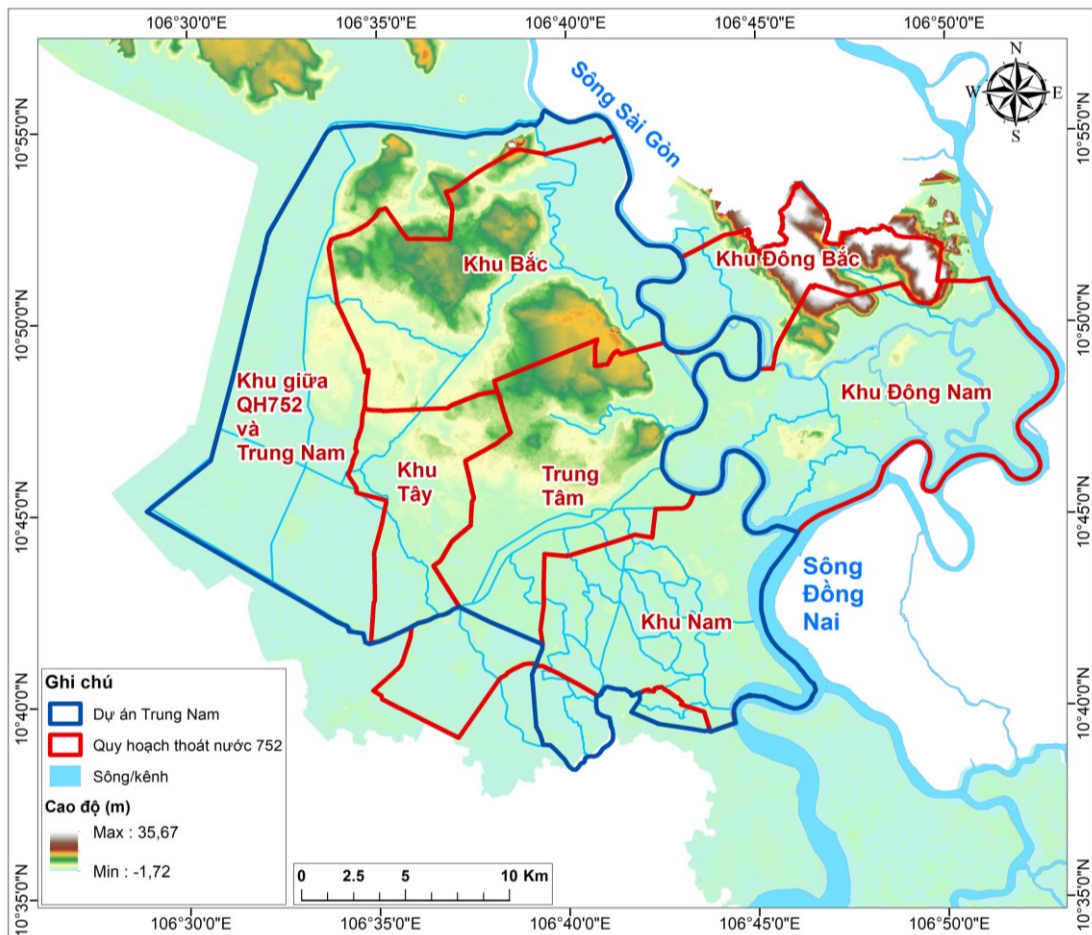 106°30'0"E 106°35'0"E 106°40'0"E 106°45'0"E 106°50'0"E
N
W E
S
Sông Sài Gòn
10°55'0"N 10°55'0"N
Khu Bắc
Khu Đông Bắc
10°50'0"N 10°50'0"N
Khu giữa
QH752
và
Trung Nam
Khu
Tây
Trung
Tâm
Khu Đông Nam
10°45'0"N 10°45'0"N
Sông
Đồng
Nai
Khu Nam
10°40'0"N 10°40'0"N
Ghi chú
Dự án Trung Nam
Quy hoạch thoát nước 752
Sông/kênh
Cao độ (m)
Max : 35,67
Min : -1,72
0 2.5 5 10 Km
10°35'0"N 10°35'0"N
106°30'0"E 106°35'0"E 106°40'0"E 106°45'0"E 106°50'0"E